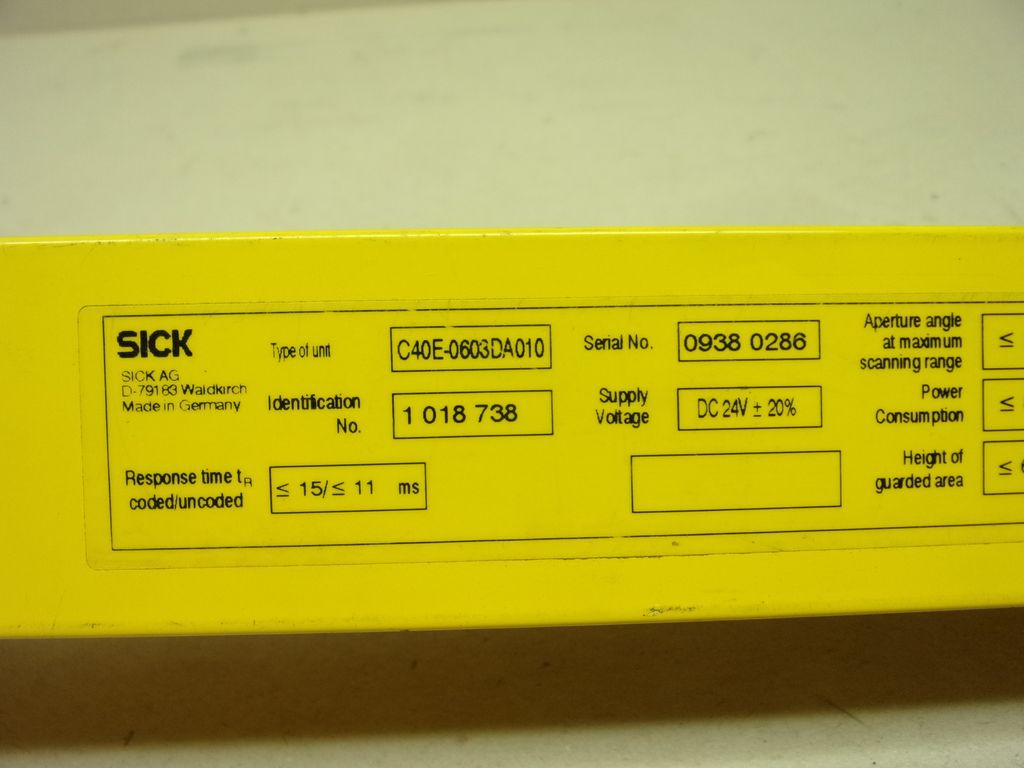 SICK
SICK AG
D-79183 Waldkirch
Made in Germany
Type of unit
C40E-0603DA010
Identification
No.
1 018 738
Response time tR
coded/uncoded
≤ 15/≤ 11 ms
Serial No.
0938 0286
Supply
Voltage
DC 24V ± 20%
Aperture angle
at maximum
scanning range
≤
Power
Consumption
≤
Height of
guarded area
≤